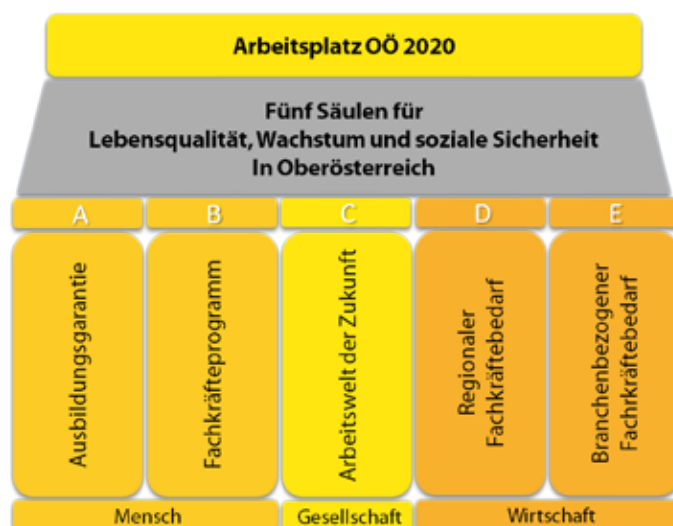 Arbeitsplatz OÖ 2020
Fünf Säulen für
Lebensqualität, Wachstum und soziale Sicherheit
In Oberösterreich
A
B
C
D
E
Ausbildungsgarantie
Fachkräfteprogramm
Arbeitswelt der Zukunft
Regionaler
Fachkräftebedarf
Branchenbezogener
Fachrkräftebedarf
Mensch
Gesellschaft
Wirtschaft